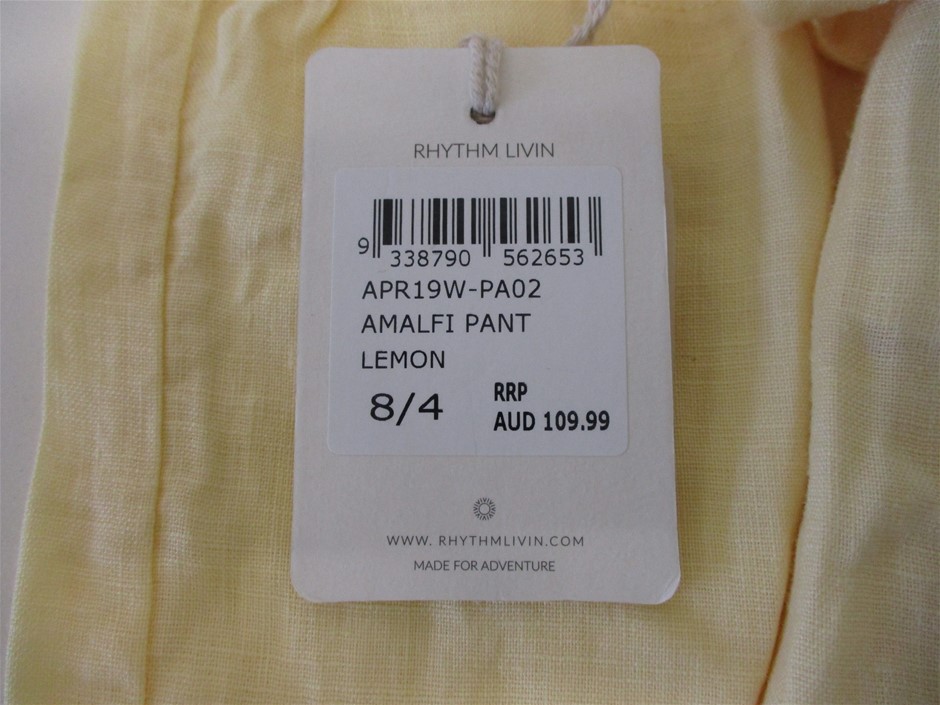 RHYTHM LIVIN
9 338790 562653
APR19W-PA02
AMALFI PANT
LEMON
8/4
RRP
AUD 109.99
WWW. RHYTHMLIVIN.COM
MADE FOR ADVENTURE